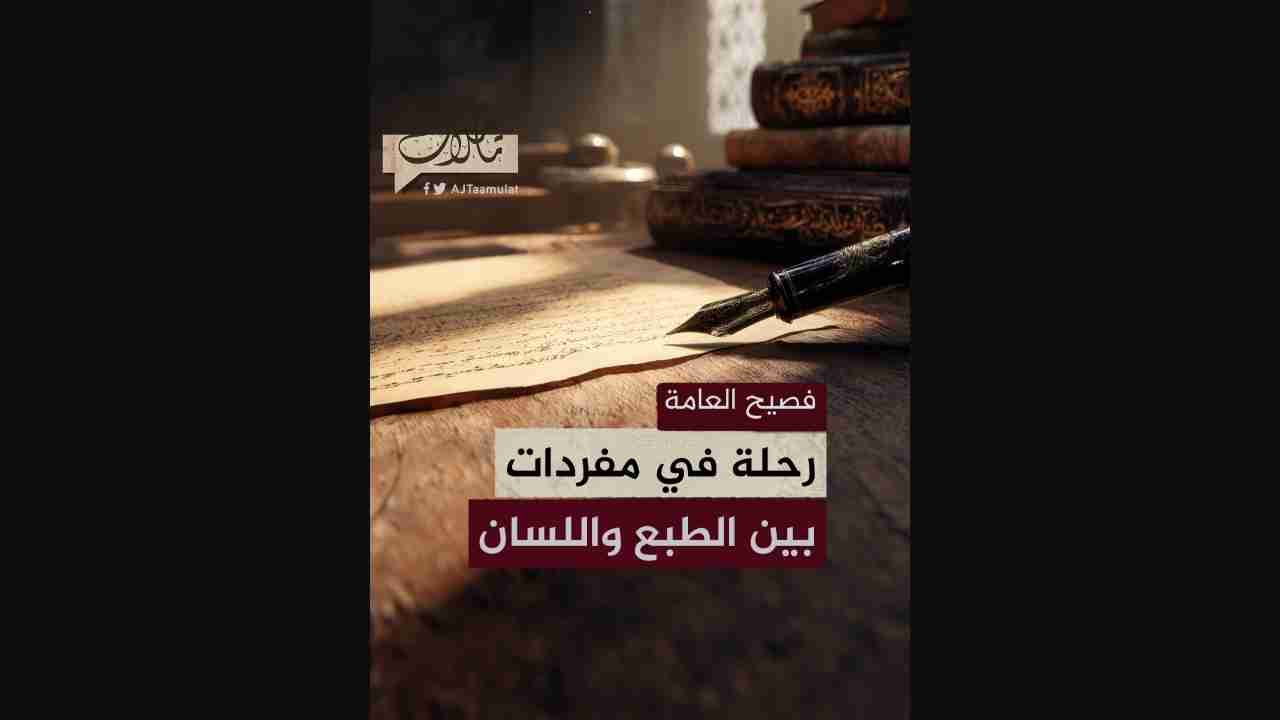 تأملات
AJTaamulat
فصيح العامة
رحلة في مفردات
بين الطبع واللسان